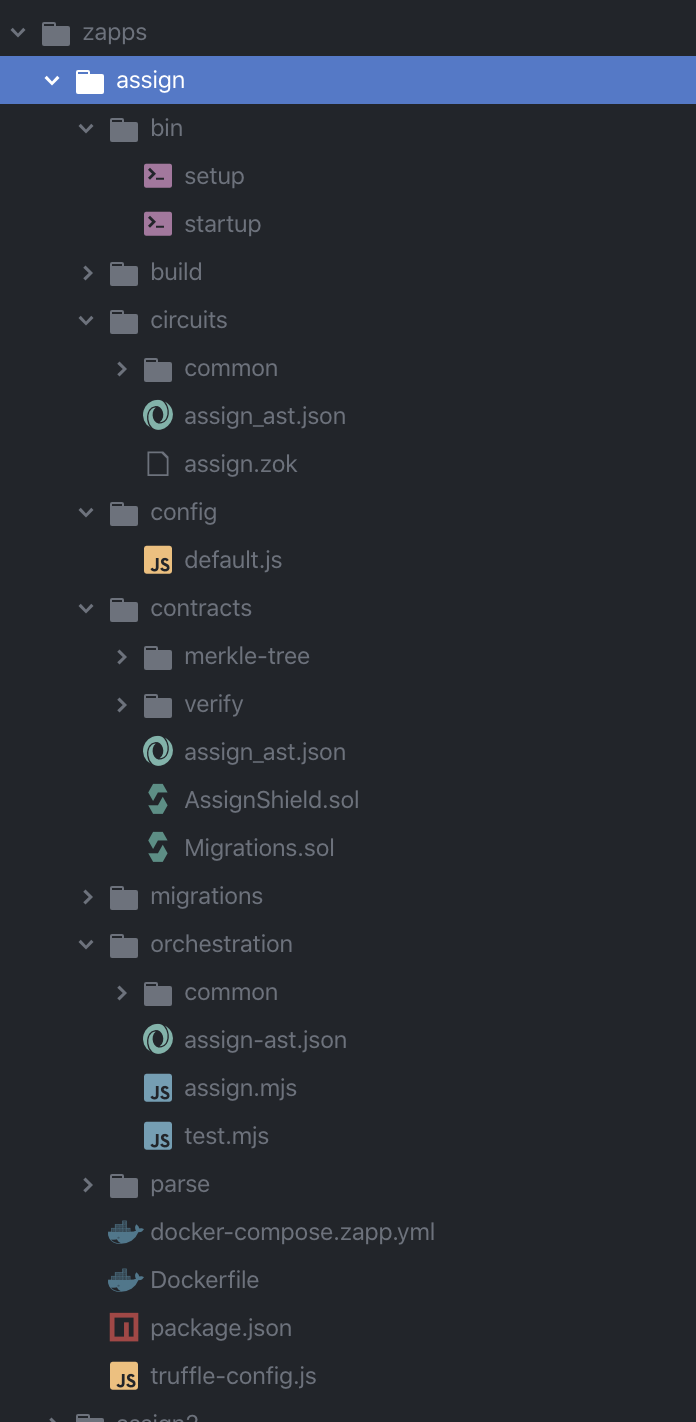 zapps
assign
bin
setup
startup
build
circuits
common
assign_ast.json
assign.zok
config
JS default.js
contracts
merkle-tree
verify
assign_ast.json
AssignShield.sol
Migrations.sol
migrations
orchestration
common
assign-ast.json
JS assign.mjs
JS test.mjs
parse
docker-compose.zapp.yml
Dockerfile
package.json
JS truffle-config.js